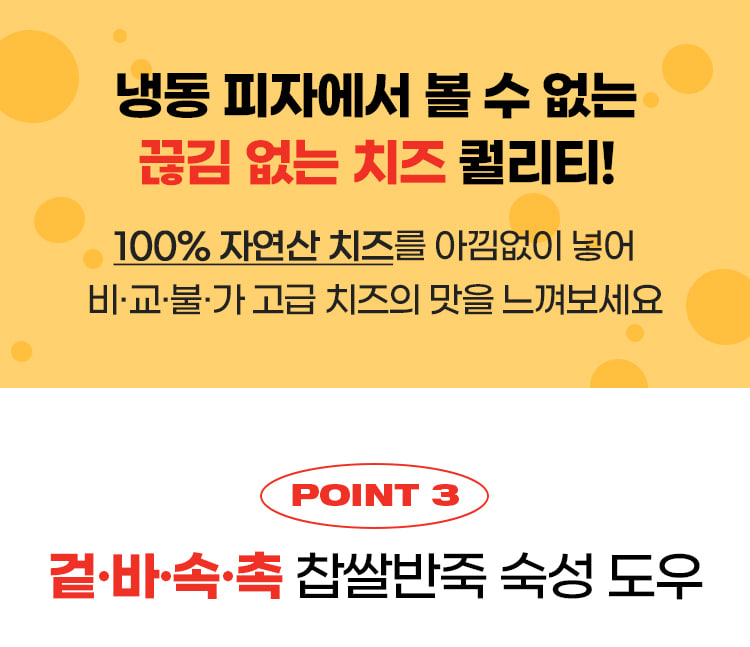 냉동 피자에서 볼 수 없는
끊김 없는 치즈 퀄리티!
100% 자연산 치즈를 아낌없이 넣어
비·교·불·가 고급 치즈의 맛을 느껴보세요
POINT 3
겉·바·속·촉 찹쌀반죽 숙성 도우